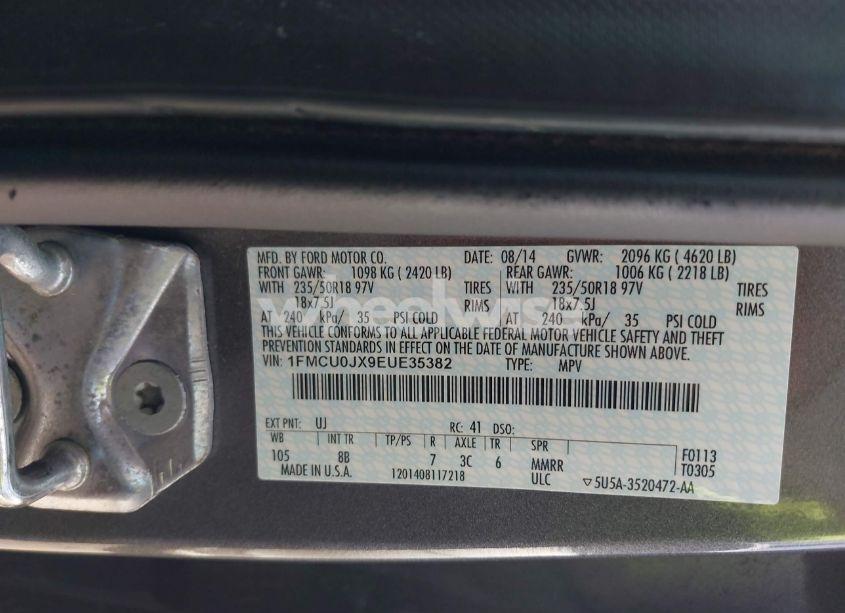 MFD. BY FORD MOTOR CO. DATE: 08/14 GVWR: 2096 KG ( 4620 LB)
FRONT GAWR: 1098 KG ( 2420 LB) REAR GAWR: 1006 KG ( 2218 LB)
WITH 235/50R18 97V TIRES WITH 235/50R18 97V TIRES
18x7.5J RIMS 18x7.5J RIMS
AT 240 kPa/ 35 PSI COLD AT 240 kPa/ 35 PSI COLD
THIS VEHICLE CONFORMS TO ALL APPLICABLE FEDERAL MOTOR VEHICLE SAFETY AND THEFT
PREVENTION STANDARDS IN EFFECT ON THE DATE OF MANUFACTURE SHOWN ABOVE.
VIN: 1FMCU0JX9EUE35382 TYPE: MPV
EXT PNT: UJ RC: 41 DSO:
WB INT TR TP/PS R AXLE TR SPR F0113
105 8B 7 3C 6 MMRR T0305
MADE IN U.S.A. 1201408117218 ULC ▽5U5A-3520472-AA
wheelwise